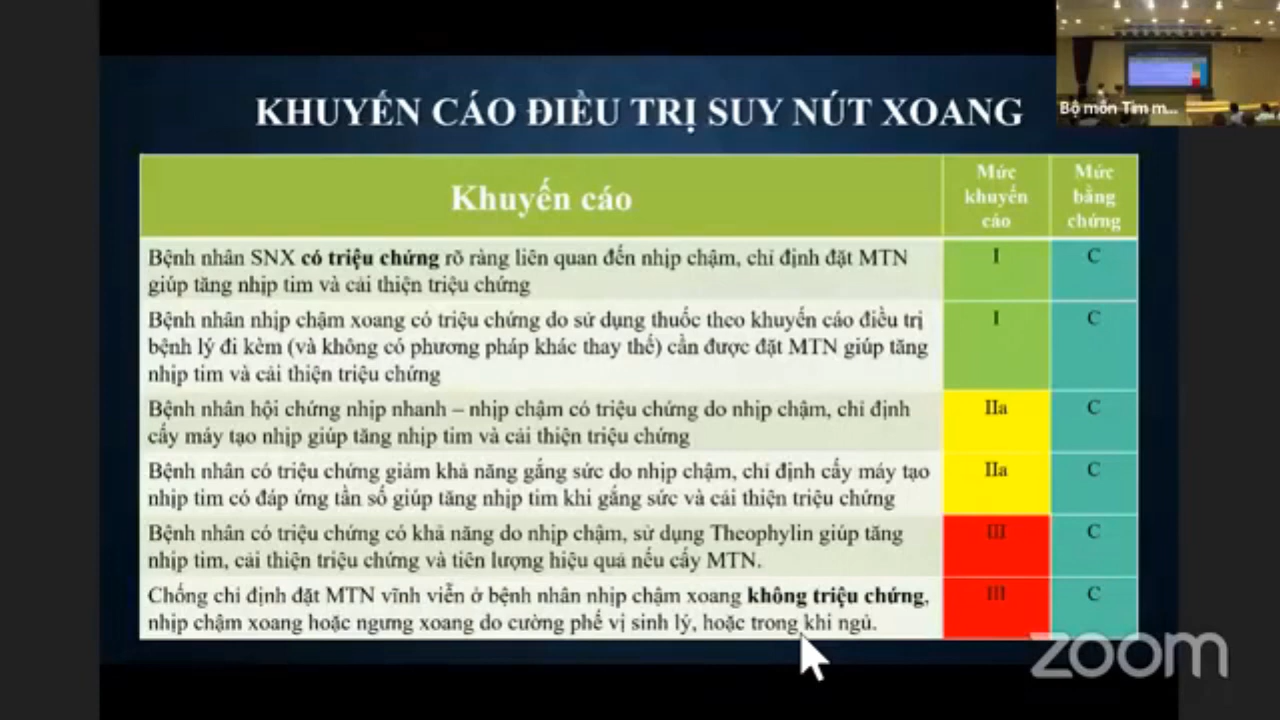 KHUYẾN CÁO ĐIỀU TRỊ SUY NÚT XOANG
Bộ môn Tim m...
Khuyến cáo
Mức
khuyến
cáo
Mức
bằng
chứng
Bệnh nhân SNX có triệu chứng rõ ràng liên quan đến nhịp chậm, chỉ định đặt MTN
giúp tăng nhịp tim và cải thiện triệu chứng
I
C
Bệnh nhân nhịp chậm xoang có triệu chứng do sử dụng thuốc theo khuyến cáo điều trị
bệnh lý đi kèm (và không có phương pháp khác thay thế) cần được đặt MTN giúp tăng
nhịp tim và cải thiện triệu chứng
I
C
Bệnh nhân hội chứng nhịp nhanh – nhịp chậm có triệu chứng do nhịp chậm, chỉ định
cấy máy tạo nhịp giúp tăng nhịp tim và cải thiện triệu chứng
IIa
C
Bệnh nhân có triệu chứng giảm khả năng gắng sức do nhịp chậm, chỉ định cấy máy tạo
nhịp tim có đáp ứng tần số giúp tăng nhịp tim khi gắng sức và cải thiện triệu chứng
IIa
C
Bệnh nhân có triệu chứng có khả năng do nhịp chậm, sử dụng Theophylin giúp tăng
nhịp tim, cải thiện triệu chứng và tiên lượng hiệu quả nếu cấy MTN.
III
C
Chống chỉ định đặt MTN vĩnh viễn ở bệnh nhân nhịp chậm xoang không triệu chứng,
nhịp chậm xoang hoặc ngưng xoang do cường phế vị sinh lý, hoặc trong khi ngủ.
III
C
zoom